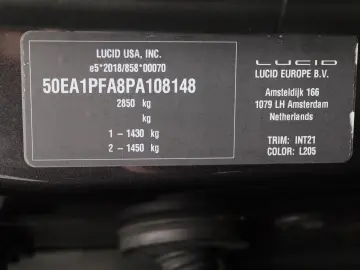 LUCID USA, INC.
e5*2018/858*00070
50EA1PFA8PA108148
2850 kg
kg
1 - 1430 kg
2 - 1450 kg
LUCID
LUCID EUROPE B.V.
Amsteldijk 166
1079 LH Amsterdam
Netherlands
TRIM: INT21
COLOR: L205